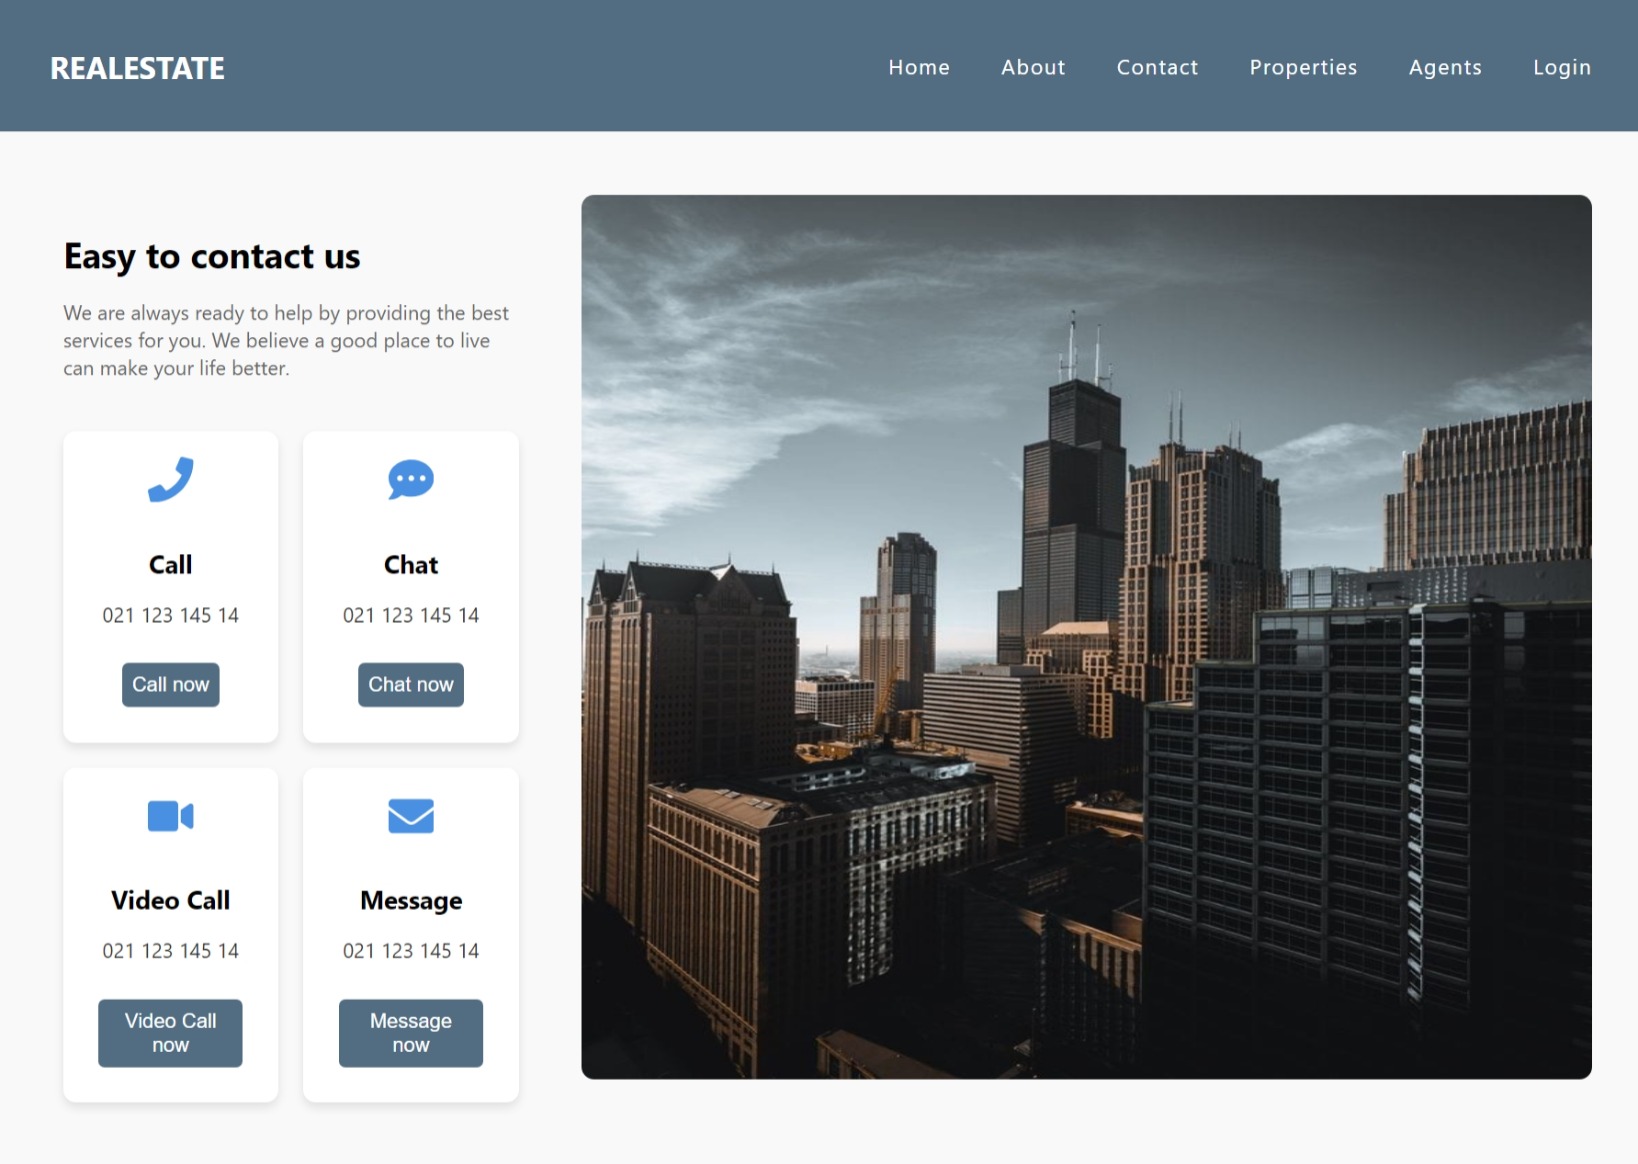 REALESTATE
Home About Contact Properties Agents Login
Easy to contact us
We are always ready to help by providing the best
services for you. We believe a good place to live
can make your life better.
Call
021 123 145 14
Call now
Chat
021 123 145 14
Chat now
Video Call
021 123 145 14
Video Call
now
Message
021 123 145 14
Message
now